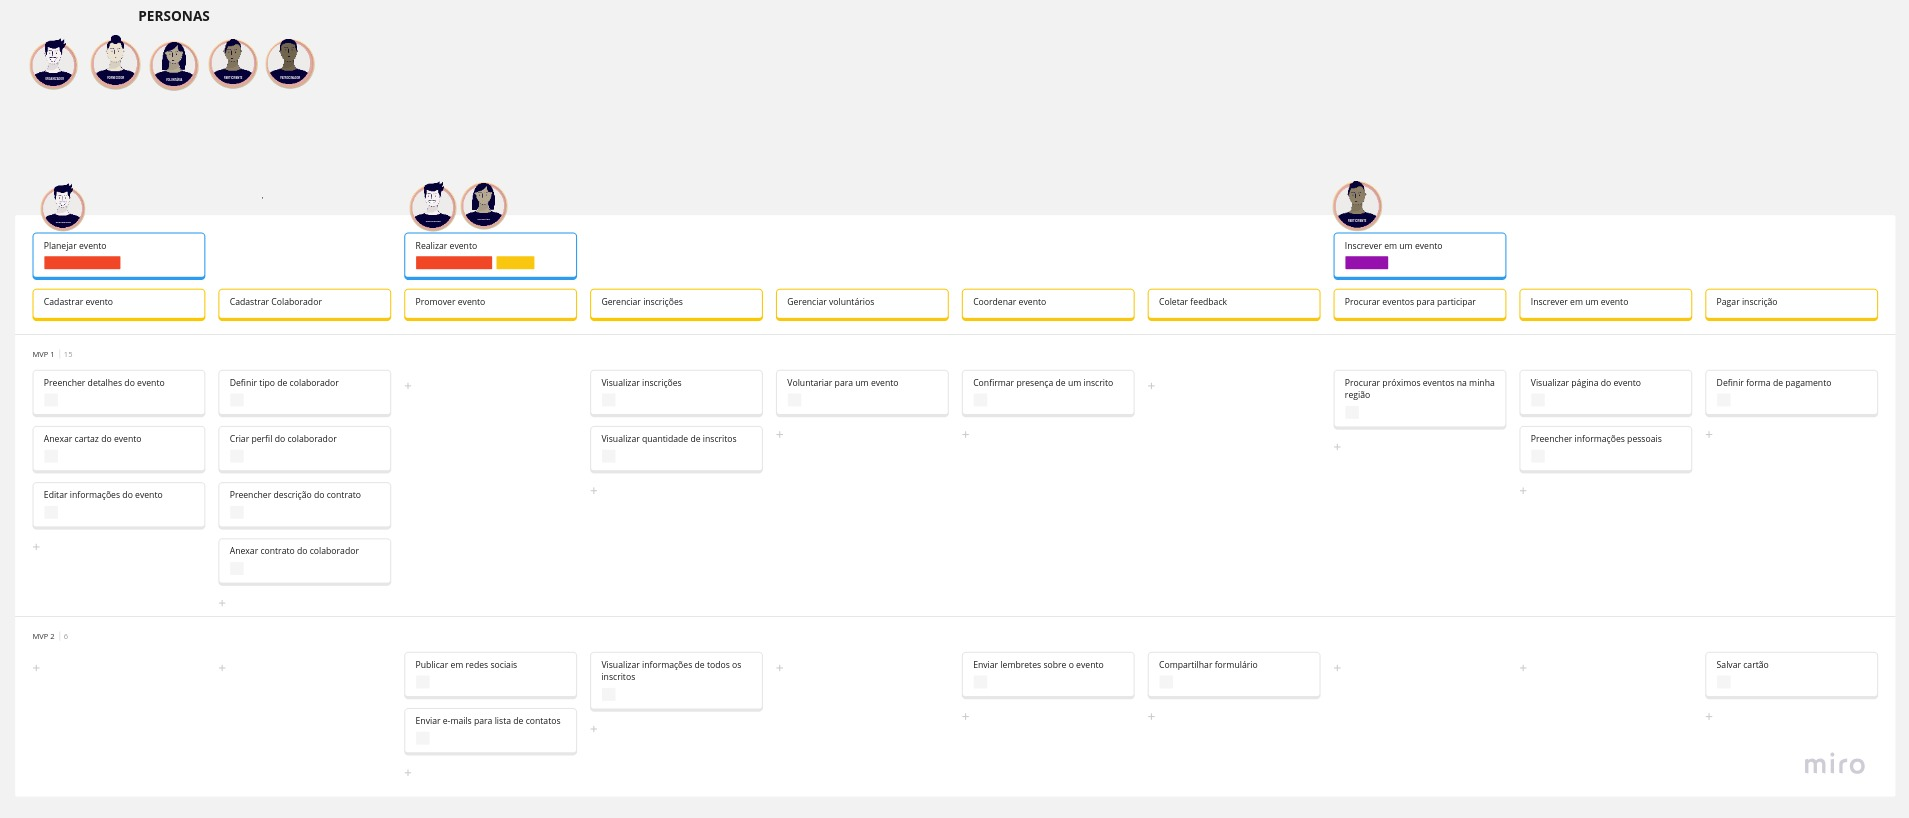 PERSONAS
ORGANIZADOR
FORNECEDOR
VOLUNTÁRIA
PARTICIPANTE
PATROCINADOR
Planejar evento
Realizar evento
Inscrever em um evento
Cadastrar evento
Cadastrar Colaborador
Promover evento
Gerenciar inscrições
Gerenciar voluntários
Coordenar evento
Coletar feedback
Procurar eventos para participar
Inscrever em um evento
Pagar inscrição
MVP 1 | 15
Preencher detalhes do evento
Definir tipo de colaborador
Visualizar inscrições
Voluntariar para um evento
Confirmar presença de um inscrito
Procurar próximos eventos na minha
região
Visualizar página do evento
Definir forma de pagamento
Anexar cartaz do evento
Criar perfil do colaborador
Visualizar quantidade de inscritos
Preencher informações pessoais
Editar informações do evento
Preencher descrição do contrato
Anexar contrato do colaborador
MVP 2 | 6
Publicar em redes sociais
Visualizar informações de todos os
inscritos
Enviar lembretes sobre o evento
Compartilhar formulário
Salvar cartão
Enviar e-mails para lista de contatos
miro